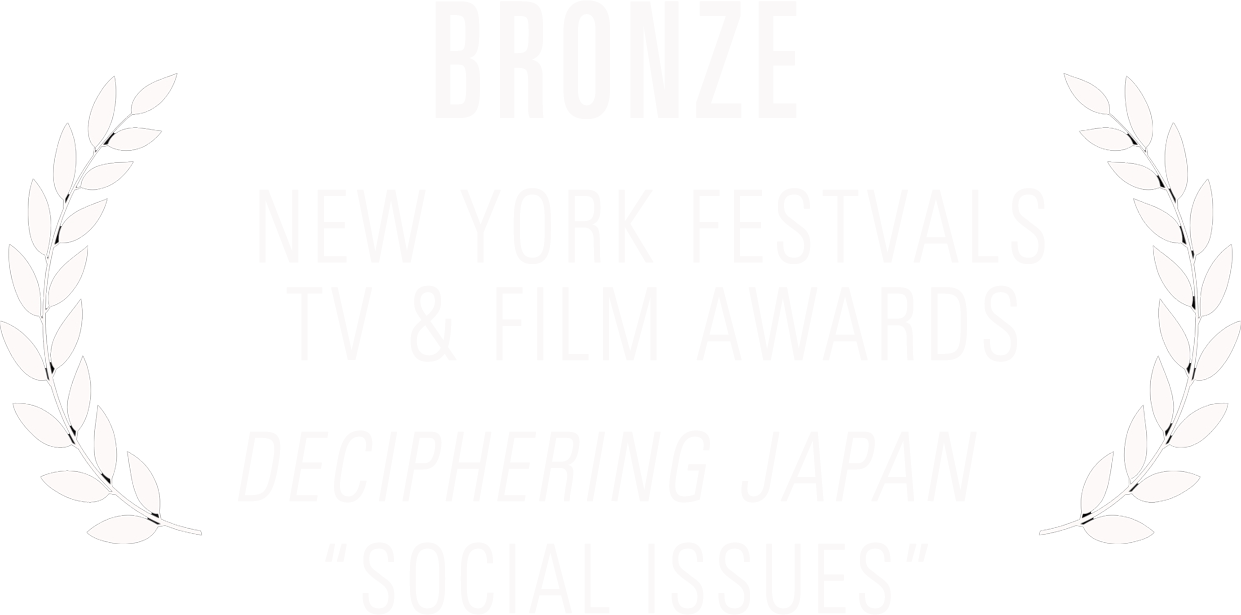 BRONZE
NEW YORK FESTVALS
TV & FILM AWARDS
DECIPHERING JAPAN
“SOCIAL ISSUES”